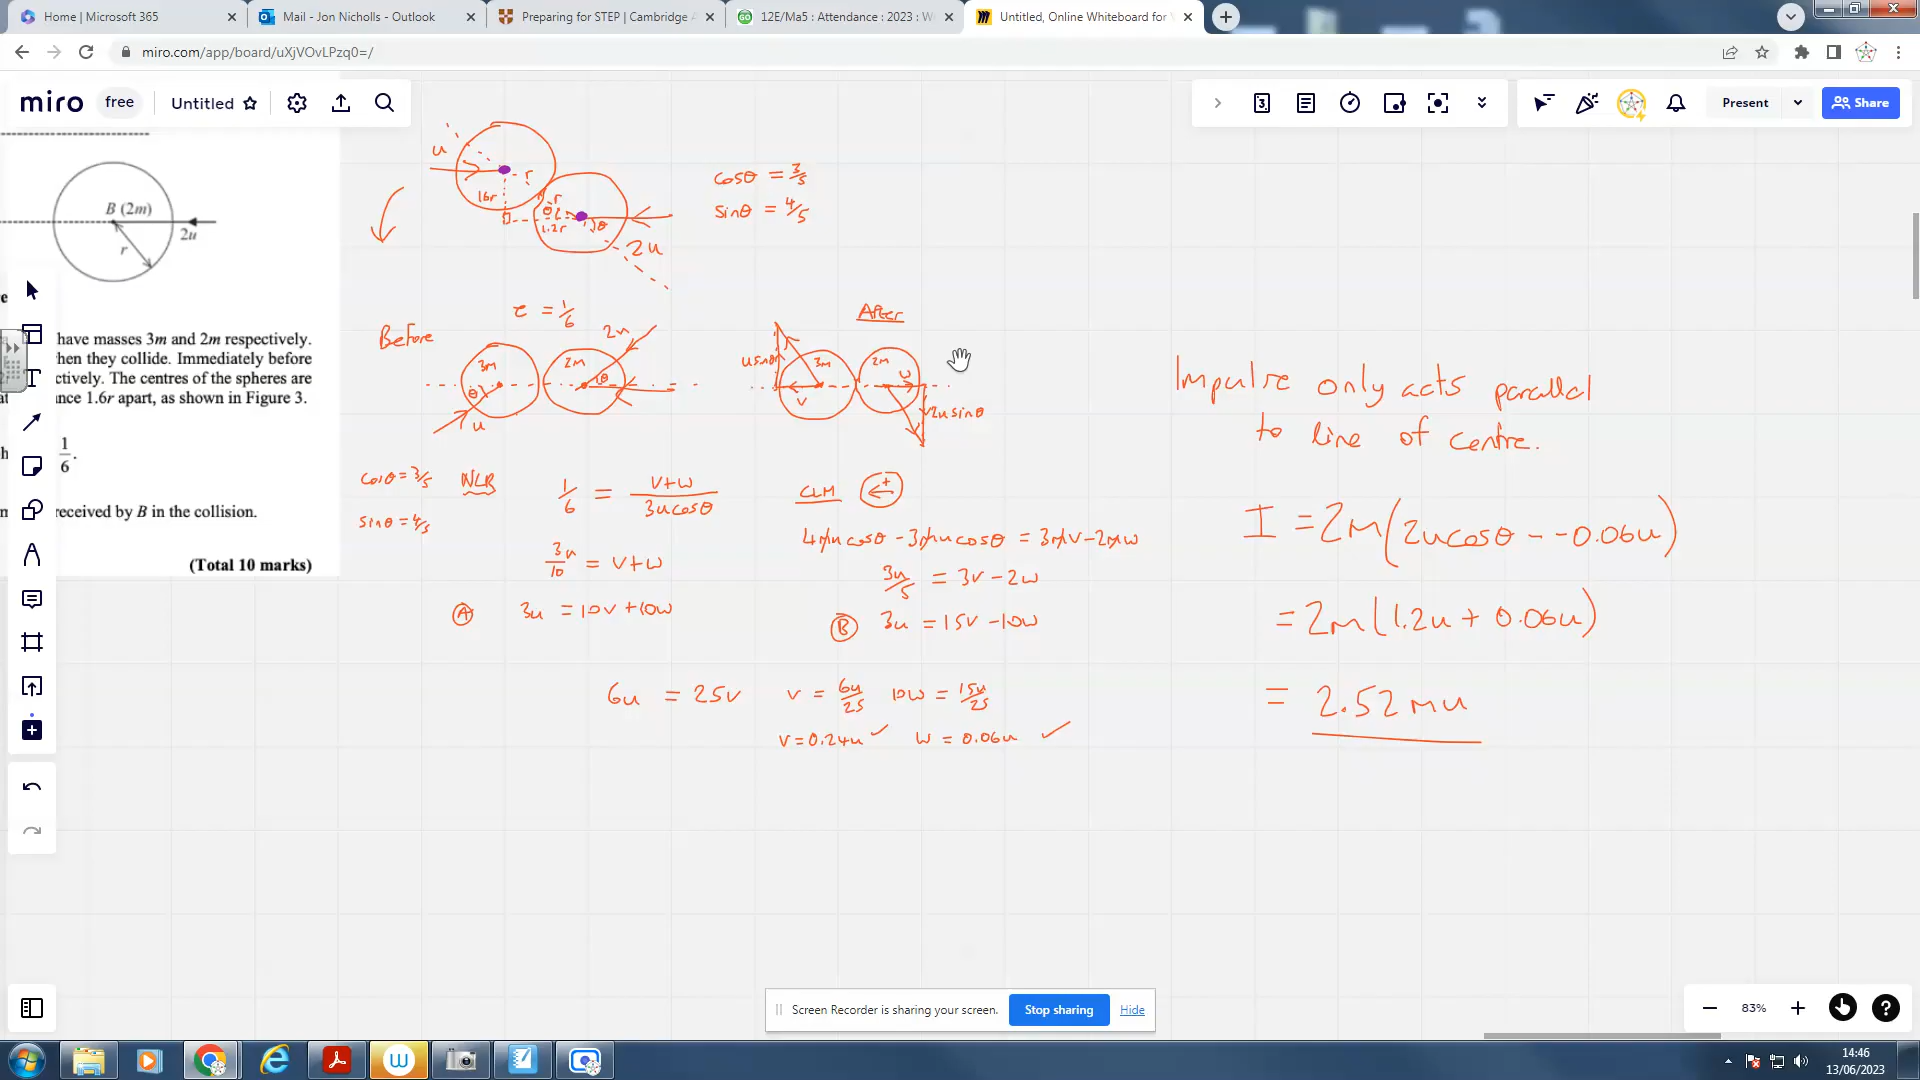 Home | Microsoft 365
Mail - Jon Nicholls - Outlook
Preparing for STEP | Cambridge
12E/Ma5 : Attendance : 2023 : W
Untitled, Online Whiteboard for
miro.com/app/board/uXjVOvLPzq0=/
miro free Untitled
Present
Share
B (2m)
2u
r
have masses 3m and 2m respectively.
hen they collide. Immediately before
ctively. The centres of the spheres are
ance 1.6r apart, as shown in Figure 3.
1/6.
received by B in the collision.
(Total 10 marks)
u
r
1.6r
r
θ
1.2r
θ
2u
cosθ = 3/5
sinθ = 4/5
Before
e = 1/6
2u
3m
2m
θ
θ
u
After
usinθ
3m
2m
v
w
2usinθ
cosθ = 3/5
sinθ = 4/5
NLR
1/6 = v+w/3ucosθ
3u/10 = v+w
A 3u = 10v+10w
CLM +
4mucosθ - 3mucosθ = 3mv - 2mw
3u/5 = 3v - 2w
B 3u = 15v - 10w
6u = 25v
v = 6u/25 10w = 15u/25
v = 0.24u ✓ w = 0.06u ✓
Impulse only acts parallel
to line of centre.
I = 2m(2ucosθ - -0.06u)
= 2m(1.2u + 0.06u)
= 2.52mu
Screen Recorder is sharing your screen.
Stop sharing
Hide
83%
14:46
13/06/2023